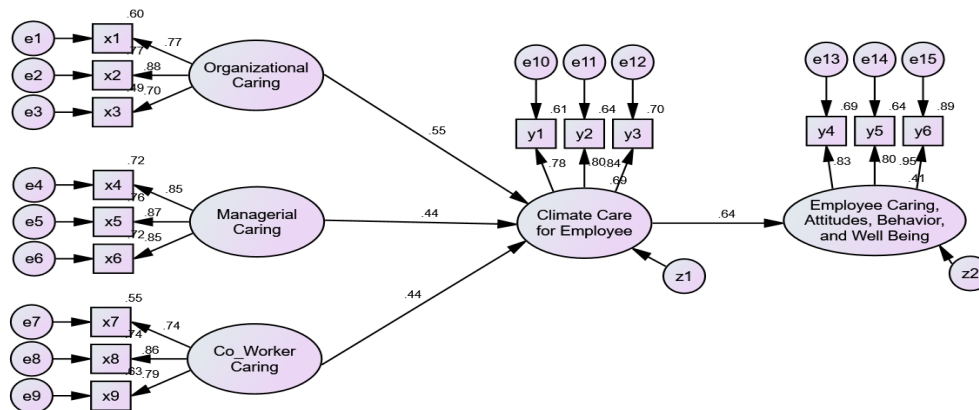 .60
e1
x1
.77
.77
e2
x2
.88
Organizational
Caring
.49
.70
e3
x3
.55
.72
e4
x4
.85
.76
e5
x5
.87
Managerial
Caring
.44
.72
.85
e6
x6
.55
e7
x7
.74
.74
e8
x8
.86
Co_Worker
Caring
.44
.63
.79
e9
x9
e10
e11
e12
.61
.64
.70
y1
y2
y3
.78
.80
.84
.69
Climate Care
for Employee
z1
.64
e13
e14
e15
.69
.64
.89
y4
y5
y6
.83
.80
.95
.41
Employee Caring,
Attitudes, Behavior,
and Well Being
z2